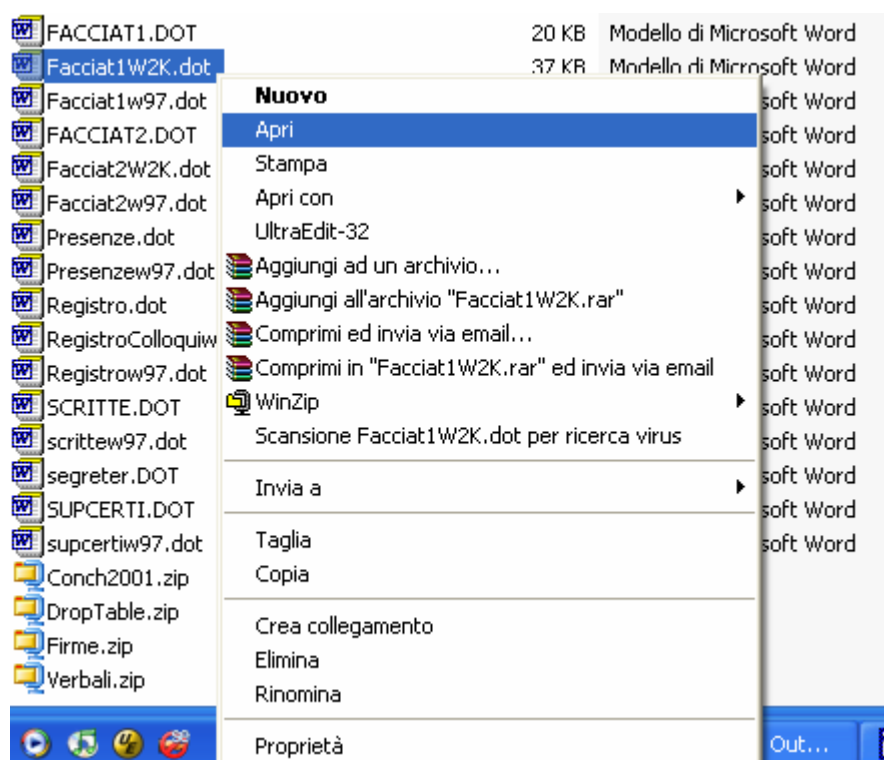 FACCIAT1.DOT 20 KB Modello di Microsoft Word
Facciat1W2K.dot 37 KB Modello di Microsoft Word
Facciat1w97.dot Nuovo soft Word
FACCIAT2.DOT Apri soft Word
Facciat2W2K.dot Stampa soft Word
Facciat2w97.dot Apri con soft Word
Presenze.dot UltraEdit-32 soft Word
Presenzew97.dot Aggiungi ad un archivio... soft Word
Registro.dot Aggiungi all'archivio "Facciat1W2K.rar" soft Word
RegistroColloquiw Comprimi ed invia via email... soft Word
Registrow97.dot Comprimi in "Facciat1W2K.rar" ed invia via email soft Word
SCRITTE.DOT WinZip soft Word
scrittew97.dot Scansione Facciat1W2K.dot per ricerca virus soft Word
segreter.DOT Invia a soft Word
SUPCERTI.DOT soft Word
supcertiw97.dot Taglia soft Word
Conch2001.zip Copia
DropTable.zip Crea collegamento
Firme.zip Elimina
Verbali.zip Rinomina
Proprietà Out...